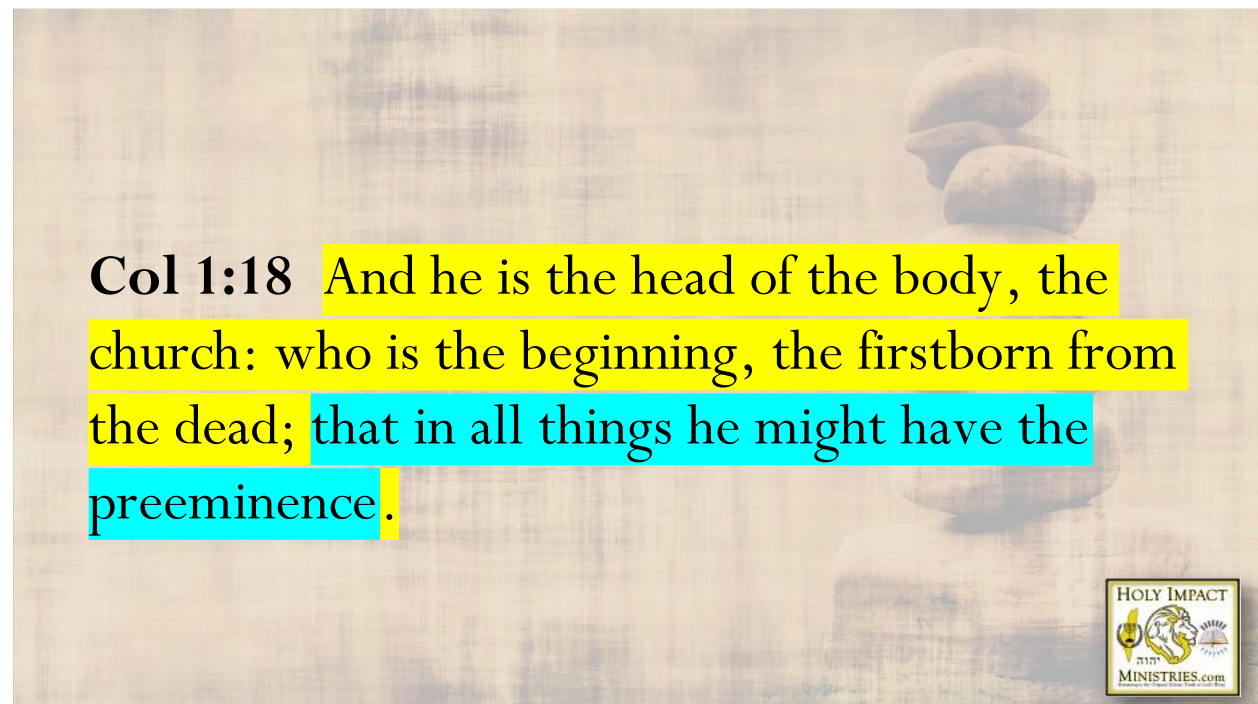 Col 1:18 And he is the head of the body, the
church: who is the beginning, the firstborn from
the dead; that in all things he might have the
preeminence.
HOLY IMPACT
יהוה
MINISTRIES.com